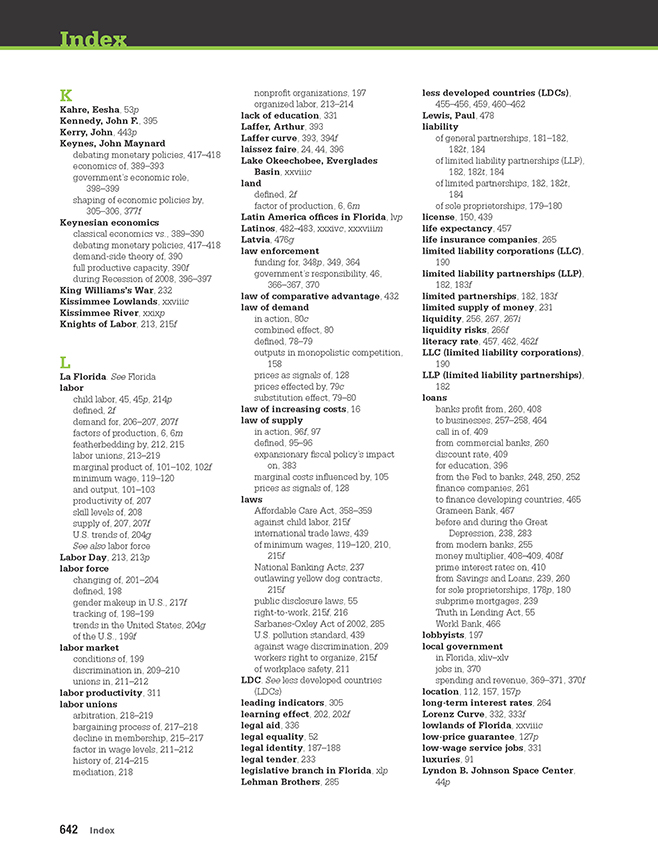 Index
K
Kahre, Eesha, 53p
Kennedy, John F., 395
Kerry, John, 443p
Keynes, John Maynard
debating monetary policies, 417–418
economics of, 389–393
government's economic role,
398–399
shaping of economic policies by,
305–306, 377f
Keynesian economics
classical economics vs., 389–390
debating monetary policies, 417–418
demand-side theory of, 390
full productive capacity, 390f
during Recession of 2008, 396–397
King Williams's War, 232
Kissimmee Lowlands, xxviiic
Kissimmee River, xxixp
Knights of Labor, 213, 215f
L
La Florida See Florida
labor
child labor, 45, 45p, 214p
defined, 2f
demand for, 206–207, 207f
factors of production, 6, 6m
featherbedding by, 212, 215
labor unions, 213–219
marginal product of, 101–102, 102f
minimum wage, 119–120
and output, 101–103
productivity of, 207
skill levels of, 208
supply of, 207, 207f
U.S. trends of, 204g
See also labor force
Labor Day, 213, 213p
labor force
changing of, 201–204
defined, 198
gender makeup in U.S., 217f
tracking of, 198–199
trends in the United States, 204g
of the U.S., 199f
labor market
conditions of, 199
discrimination in, 209–210
unions in, 211–212
labor productivity, 311
labor unions
arbitration, 218–219
bargaining process of, 217–218
decline in membership, 215–217
factor in wage levels, 211–212
history of, 214–215
mediation, 218
nonprofit organizations, 197
organized labor, 213–214
lack of education, 331
Laffer, Arthur, 393
Laffer curve, 393, 394f
laissez faire, 24, 44, 396
Lake Okeechobee, Everglades
Basin, xxviiic
land
defined, 2f
factor of production, 6, 6m
Latin America offices in Florida, lvp
Latinos, 482–483, xxxivc, xxxviiim
Latvia, 476g
law enforcement
funding for, 348p, 349, 364
government's responsibility, 46,
366–367, 370
law of comparative advantage, 432
law of demand
in action, 80c
combined effect, 80
defined, 78–79
outputs in monopolistic competition,
158
prices as signals of, 128
prices effected by, 79c
substitution effect, 79–80
law of increasing costs, 16
law of supply
in action, 96f, 97
defined, 95–96
expansionary fiscal policy's impact
on, 383
marginal costs influenced by, 105
prices as signals of, 128
laws
Affordable Care Act, 358–359
against child labor, 215f
international trade laws, 439
of minimum wages, 119–120, 210,
215f
National Banking Acts, 237
outlawing yellow dog contracts,
215f
public disclosure laws, 55
right-to-work, 215f, 216
Sarbanes-Oxley Act of 2002, 285
U.S. pollution standard, 439
against wage discrimination, 209
workers right to organize, 215f
of workplace safety, 211
LDC. See less developed countries
(LDCs)
leading indicators, 305
learning effect, 202, 202f
legal aid, 336
legal equality, 52
legal identity, 187–188
legal tender, 233
legislative branch in Florida, xlp
Lehman Brothers, 285
less developed countries (LDCs),
455–456, 459, 460–462
Lewis, Paul, 478
liability
of general partnerships, 181–182,
182t, 184
of limited liability partnerships (LLP),
182, 182t, 184
of limited partnerships, 182, 182t,
184
of sole proprietorships, 179–180
license, 150, 439
life expectancy, 457
life insurance companies, 265
limited liability corporations (LLC),
190
limited liability partnerships (LLP),
182, 183f
limited partnerships, 182, 183f
limited supply of money, 231
liquidity, 256, 267, 267i
liquidity risks, 266f
literacy rate, 457, 462, 462f
LLC (limited liability corporations),
190
LLP (limited liability partnerships),
182
loans
banks profit from, 260, 408
to businesses, 257–258, 464
call in of, 409
from commercial banks, 260
discount rate, 409
for education, 396
from the Fed to banks, 248, 250, 252
finance companies, 261
to finance developing countries, 465
Grameen Bank, 467
before and during the Great
Depression, 238, 283
from modern banks, 255
money multiplier, 408–409, 408f
prime interest rates on, 410
from Savings and Loans, 239, 260
for sole proprietorships, 178p, 180
subprime mortgages, 239
Truth in Lending Act, 55
World Bank, 466
lobbyists, 197
local government
in Florida, xliv–xlv
jobs in, 370
spending and revenue, 369–371, 370f
location, 112, 157, 157p
long-term interest rates, 264
Lorenz Curve, 332, 333f
lowlands of Florida, xxviiic
low-price guarantee, 127p
low-wage service jobs, 331
luxuries, 91
Lyndon B. Johnson Space Center,
44p
642 Index